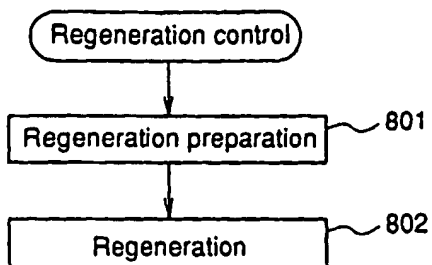 Regeneration control
Regeneration preparation 801
Regeneration 802